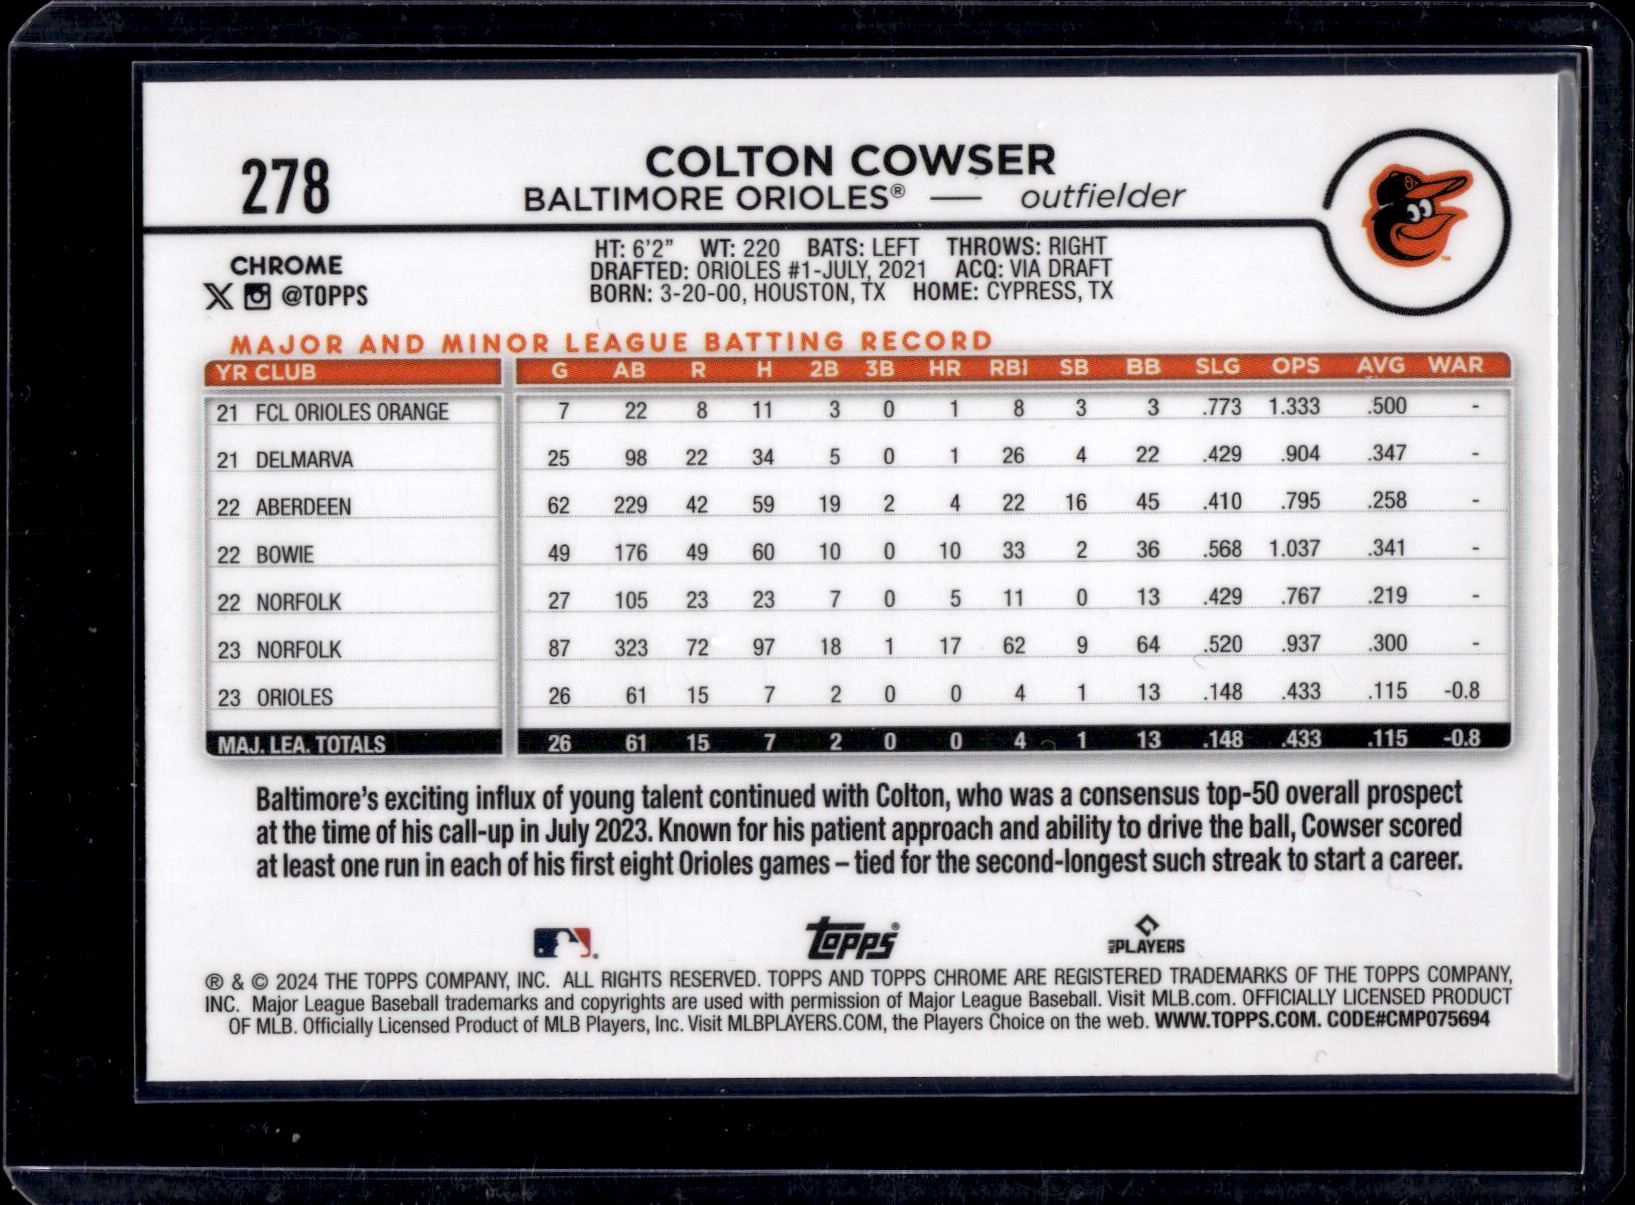 278
COLTON COWSER
BALTIMORE ORIOLES® — outfielder
CHROME
@TOPPS
HT: 6'2" WT: 220 BATS: LEFT THROWS: RIGHT
DRAFTED: ORIOLES #1-JULY, 2021 ACQ: VIA DRAFT
BORN: 3-20-00, HOUSTON, TX HOME: CYPRESS, TX
MAJOR AND MINOR LEAGUE BATTING RECORD
YR CLUB G AB R H 2B 3B HR RBI SB BB SLG OPS AVG WAR
21 FCL ORIOLES ORANGE 7 22 8 11 3 0 1 8 3 3 .773 1.333 .500 -
21 DELMARVA 25 98 22 34 5 0 1 26 4 22 .429 .904 .347 -
22 ABERDEEN 62 229 42 59 19 2 4 22 16 45 .410 .795 .258 -
22 BOWIE 49 176 49 60 10 0 10 33 2 36 .568 1.037 .341 -
22 NORFOLK 27 105 23 23 7 0 5 11 0 13 .429 .767 .219 -
23 NORFOLK 87 323 72 97 18 1 17 62 9 64 .520 .937 .300 -
23 ORIOLES 26 61 15 7 2 0 0 4 1 13 .148 .433 .115 -0.8
MAJ. LEA. TOTALS 26 61 15 7 2 0 0 4 1 13 .148 .433 .115 -0.8
Baltimore's exciting influx of young talent continued with Colton, who was a consensus top-50 overall prospect
at the time of his call-up in July 2023. Known for his patient approach and ability to drive the ball, Cowser scored
at least one run in each of his first eight Orioles games – tied for the second-longest such streak to start a career.
topps®
MLB PLAYERS
® & © 2024 THE TOPPS COMPANY, INC. ALL RIGHTS RESERVED. TOPPS AND TOPPS CHROME ARE REGISTERED TRADEMARKS OF THE TOPPS COMPANY,
INC. Major League Baseball trademarks and copyrights are used with permission of Major League Baseball. Visit MLB.com. OFFICIALLY LICENSED PRODUCT
OF MLB. Officially Licensed Product of MLB Players, Inc. Visit MLBPLAYERS.COM, the Players Choice on the web. WWW.TOPPS.COM. CODE#CMP075694